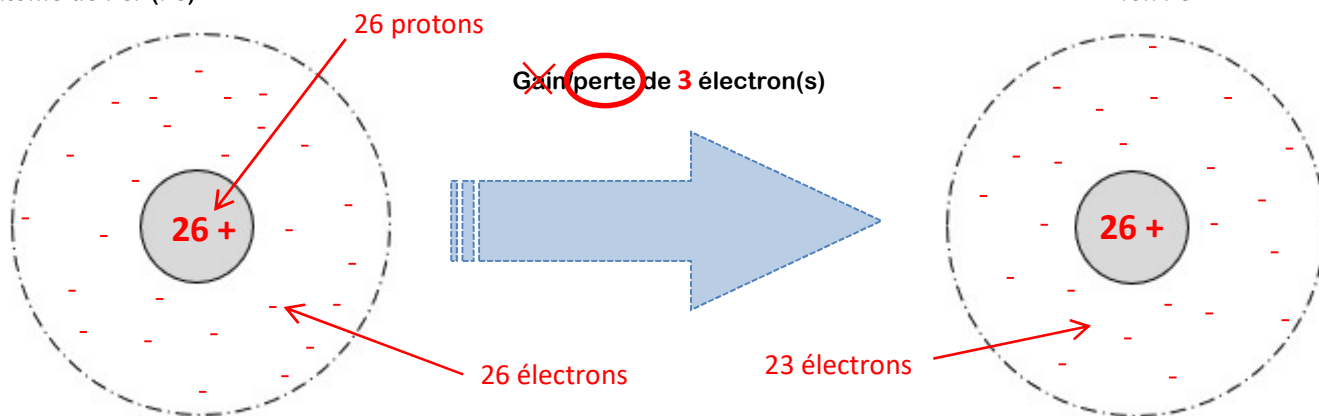 26 protons
Gain/perte de 3 électron(s)
26 +
26 +
26 électrons
23 électrons